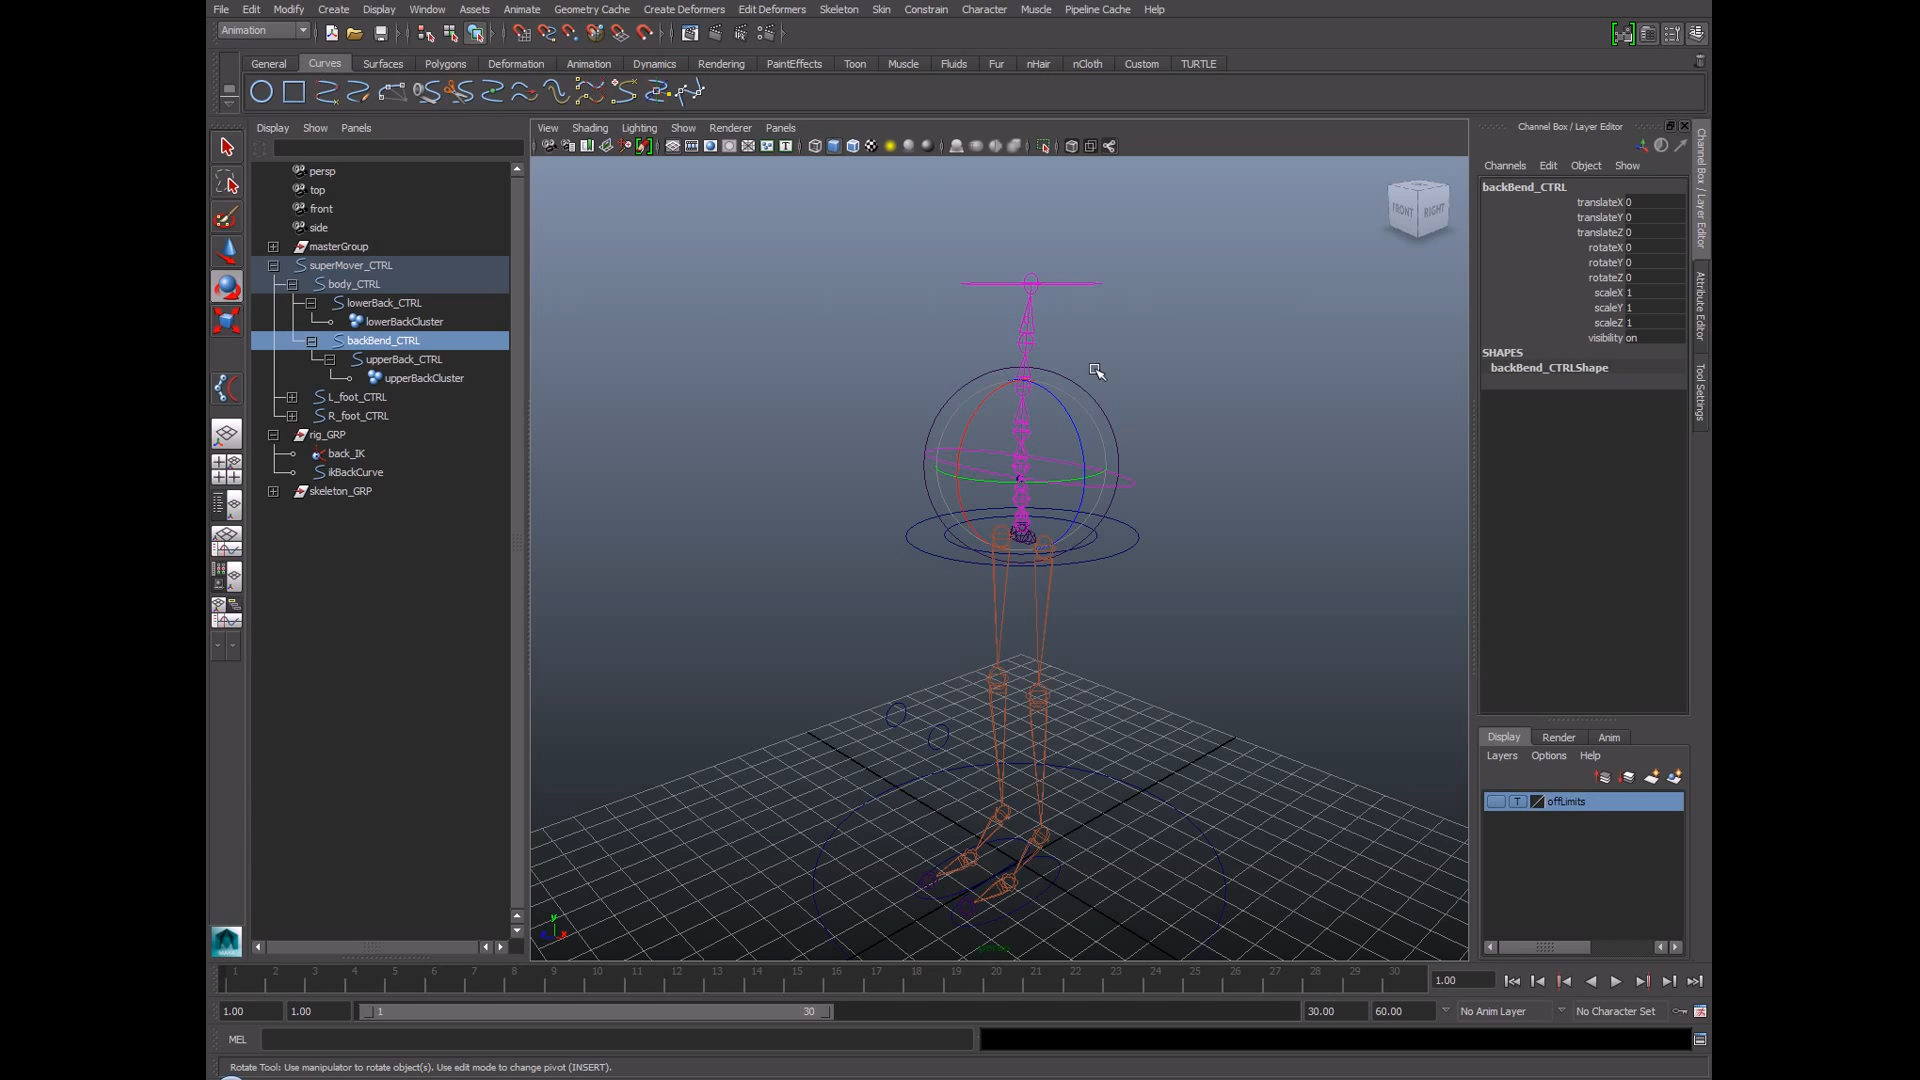 File Edit Modify Create Display Window Assets Animate Geometry Cache Create Deformers Edit Deformers Skeleton Skin Constrain Character Muscle Pipeline Cache Help
Animation
General Curves Surfaces Polygons Deformation Animation Dynamics Rendering PaintEffects Toon Muscle Fluids Fur nHair nCloth Custom TURTLE
Display Show Panels
View Shading Lighting Show Renderer Panels
Channel Box / Layer Editor
Channels Edit Object Show
persp
top
front
side
masterGroup
superMover_CTRL
body_CTRL
lowerBack_CTRL
lowerBackCluster
backBend_CTRL
upperBack_CTRL
upperBackCluster
L_foot_CTRL
R_foot_CTRL
rig_GRP
back_IK
ikBackCurve
skeleton_GRP
FRONT RIGHT
y
x
backBend_CTRL
translateX 0
translateY 0
translateZ 0
rotateX 0
rotateY 0
rotateZ 0
scaleX 1
scaleY 1
scaleZ 1
visibility on
SHAPES
backBend_CTRLShape
Channel Box / Layer Editor
Attribute Editor
Tool Settings
Display Render Anim
Layers Options Help
T offLimits
1 2 3 4 5 6 7 8 9 10 11 12 13 14 15 16 17 18 19 20 21 22 23 24 25 26 27 28 29 30 1.00
1.00 1.00 1 30 30.00 60.00 No Anim Layer No Character Set
MEL
Rotate Tool: Use manipulator to rotate object(s). Use edit mode to change pivot (INSERT).